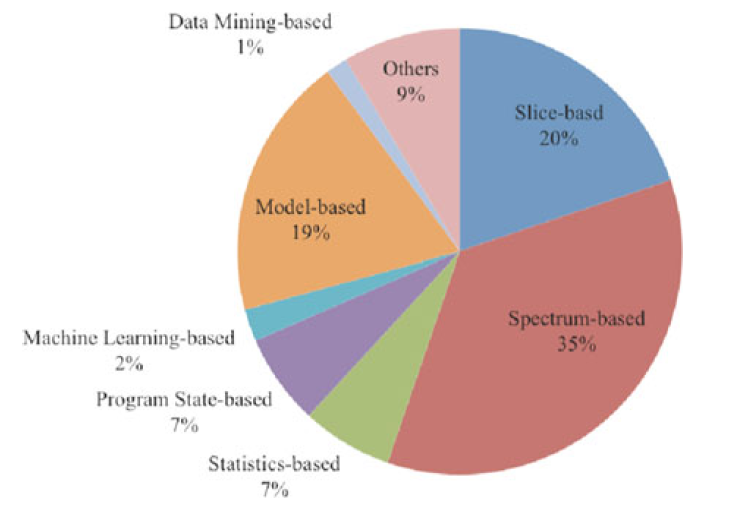 Data Mining-based
1%
Others
9%
Slice-basd
20%
Model-based
19%
Spectrum-based
35%
Machine Learning-based
2%
Program State-based
7%
Statistics-based
7%